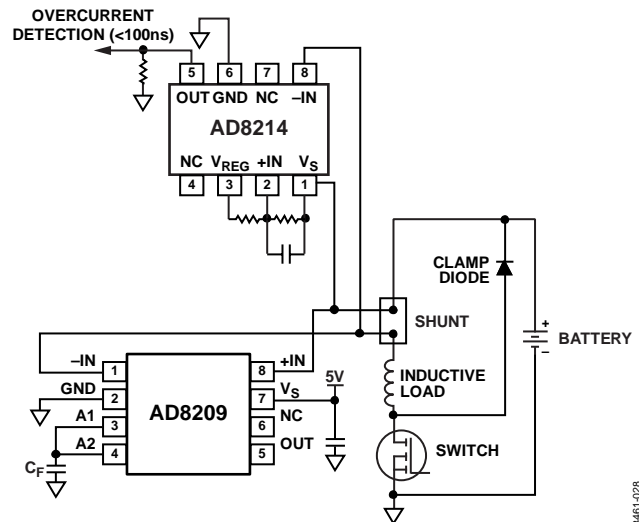 OVERCURRENT
DETECTION (<100ns)
5 6 7 8
OUT GND NC –IN
AD8214
NC VREG +IN VS
4 3 2 1
CLAMP
DIODE
SHUNT
+
–
BATTERY
INDUCTIVE
LOAD
SWITCH
–IN 1 8 +IN
GND 2 7 VS 5V
A1 3 6 NC
A2 4 5 OUT
AD8209
CF